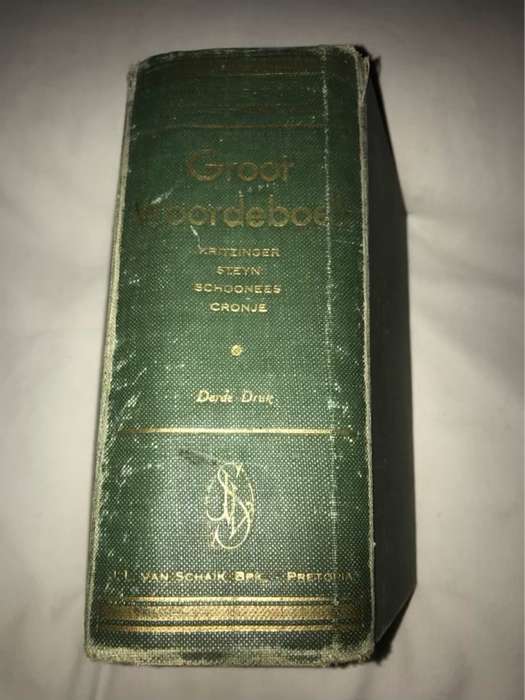 Groot
Woordeboek
KRITZINGER
STEYN
SCHOONEES
CRONJE
Derde Druk
J.L. VAN SCHAIK BPK. - PRETORIA